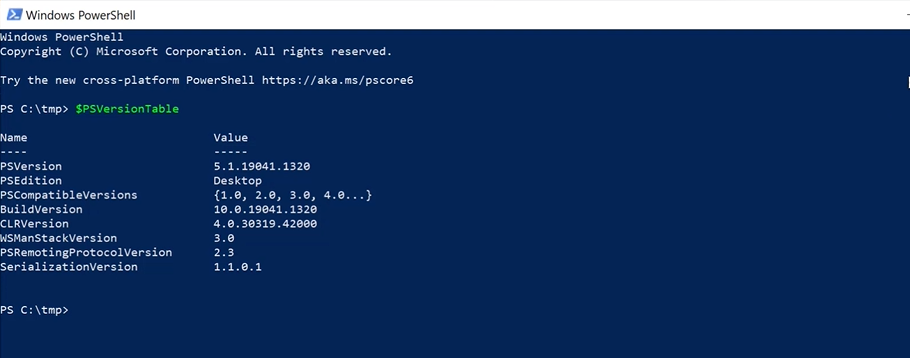 Windows PowerShell
Windows PowerShell
Copyright (C) Microsoft Corporation. All rights reserved.
Try the new cross-platform PowerShell https://aka.ms/pscore6
PS C:\tmp> $PSVersionTable
Name                           Value
----                           -----
PSVersion                      5.1.19041.1320
PSEdition                      Desktop
PSCompatibleVersions           {1.0, 2.0, 3.0, 4.0...}
BuildVersion                   10.0.19041.1320
CLRVersion                     4.0.30319.42000
WSManStackVersion              3.0
PSRemotingProtocolVersion      2.3
SerializationVersion           1.1.0.1
PS C:\tmp>